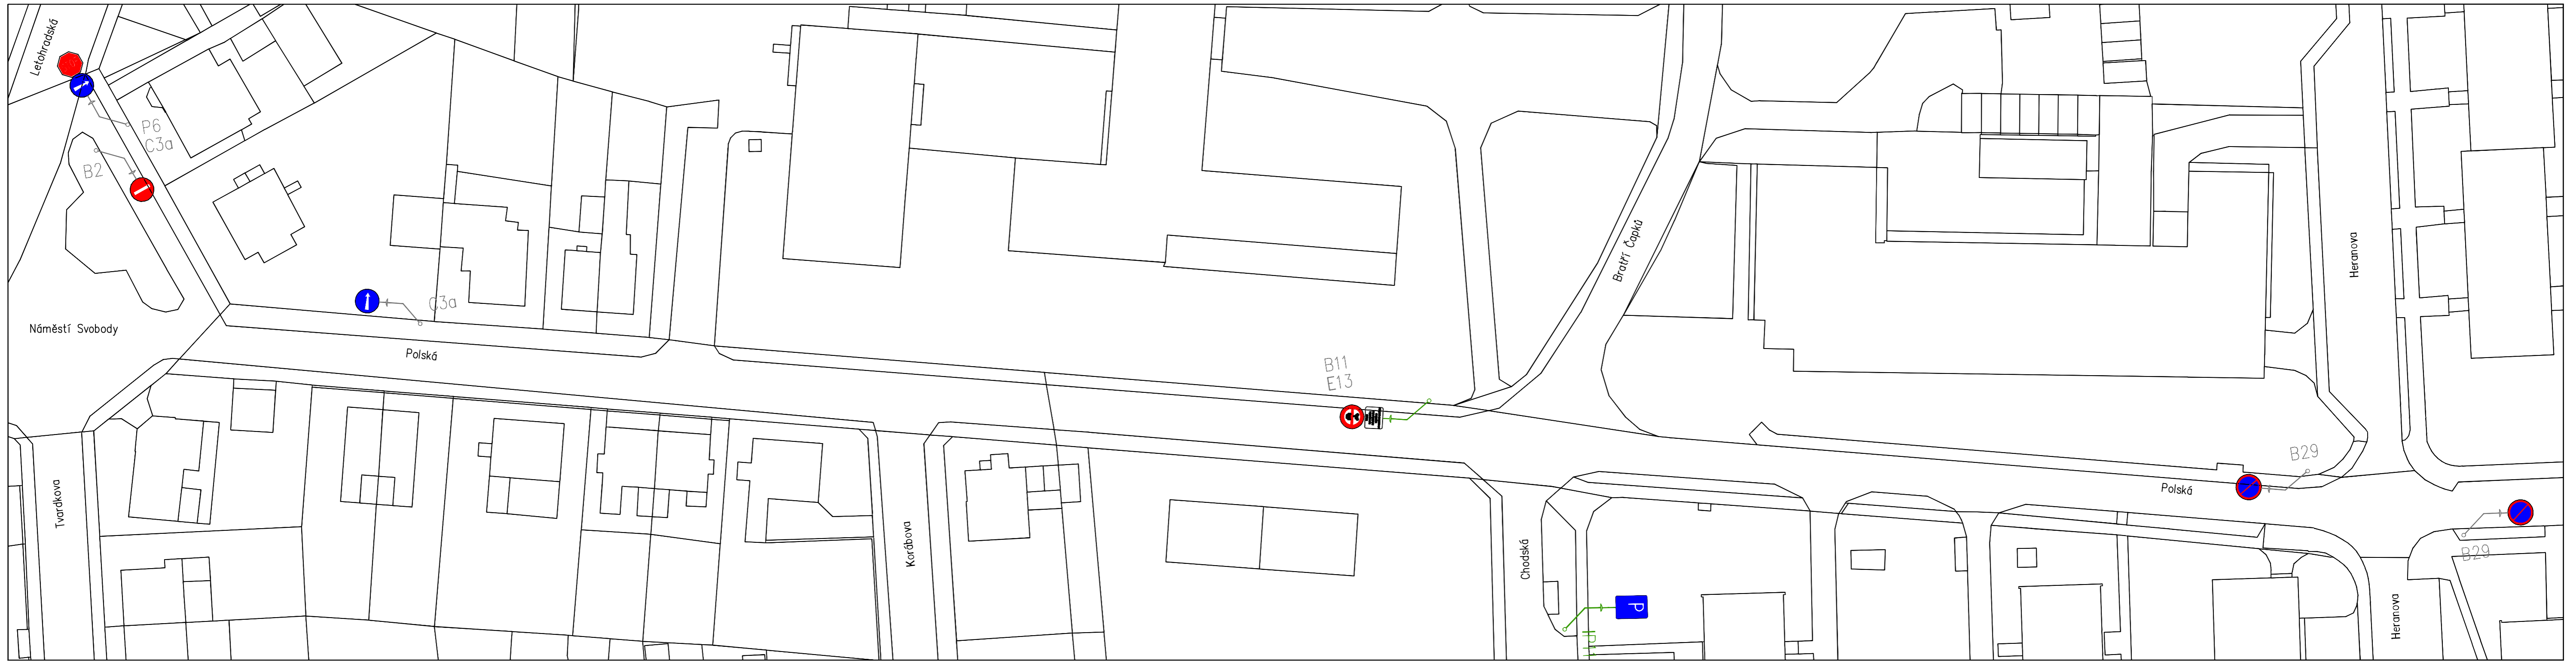 Letohradská
P6
C3a
B2
C3a
Náměstí Svobody
Polská
B11
E13
Bratří Čapků
Heranova
B29
Polská
Tvardkova
Korábova
Chodská
P
B29
Heranova